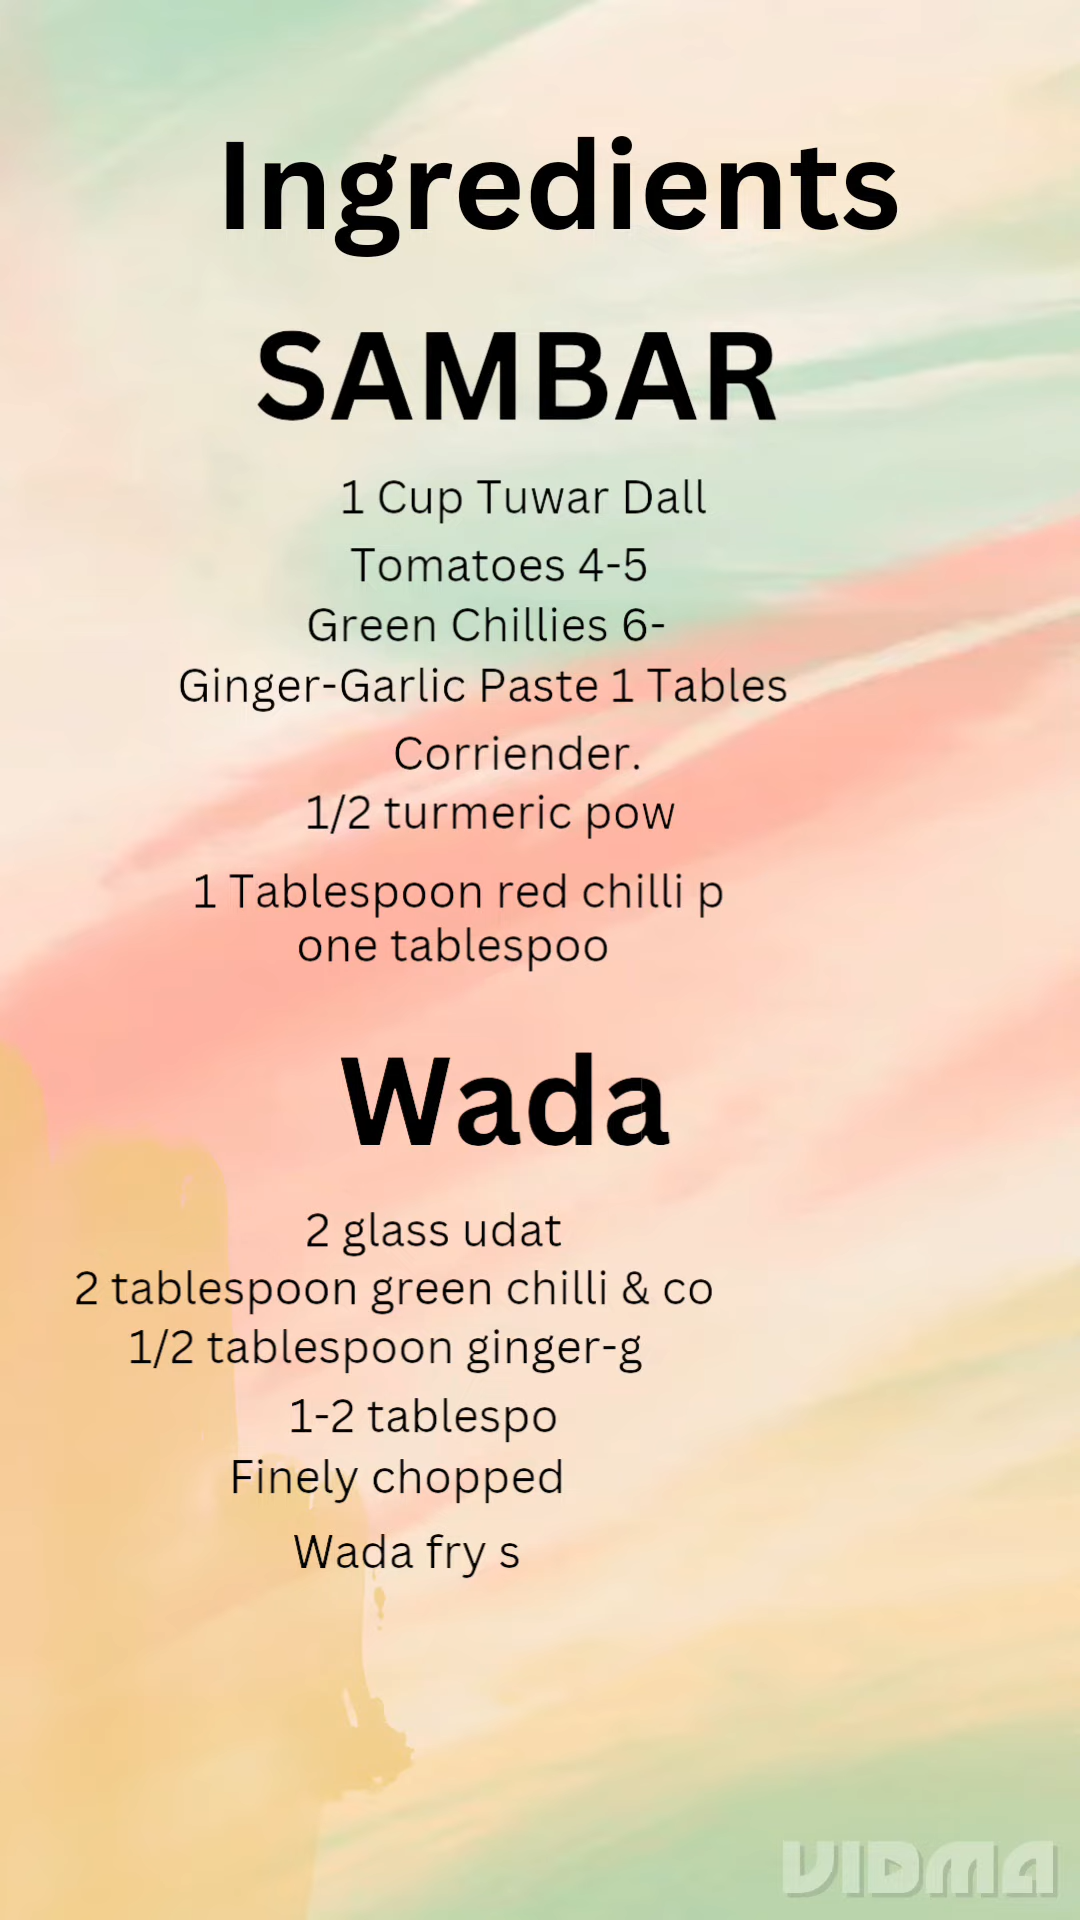 Ingredients
SAMBAR
1 Cup Tuwar Dall
Tomatoes 4-5
Green Chillies 6-
Ginger-Garlic Paste 1 Tables
Corriender.
1/2 turmeric pow
1 Tablespoon red chilli p
one tablespoo
Wada
2 glass udat
2 tablespoon green chilli & co
1/2 tablespoon ginger-g
1-2 tablespo
Finely chopped
Wada fry s
VIDMA